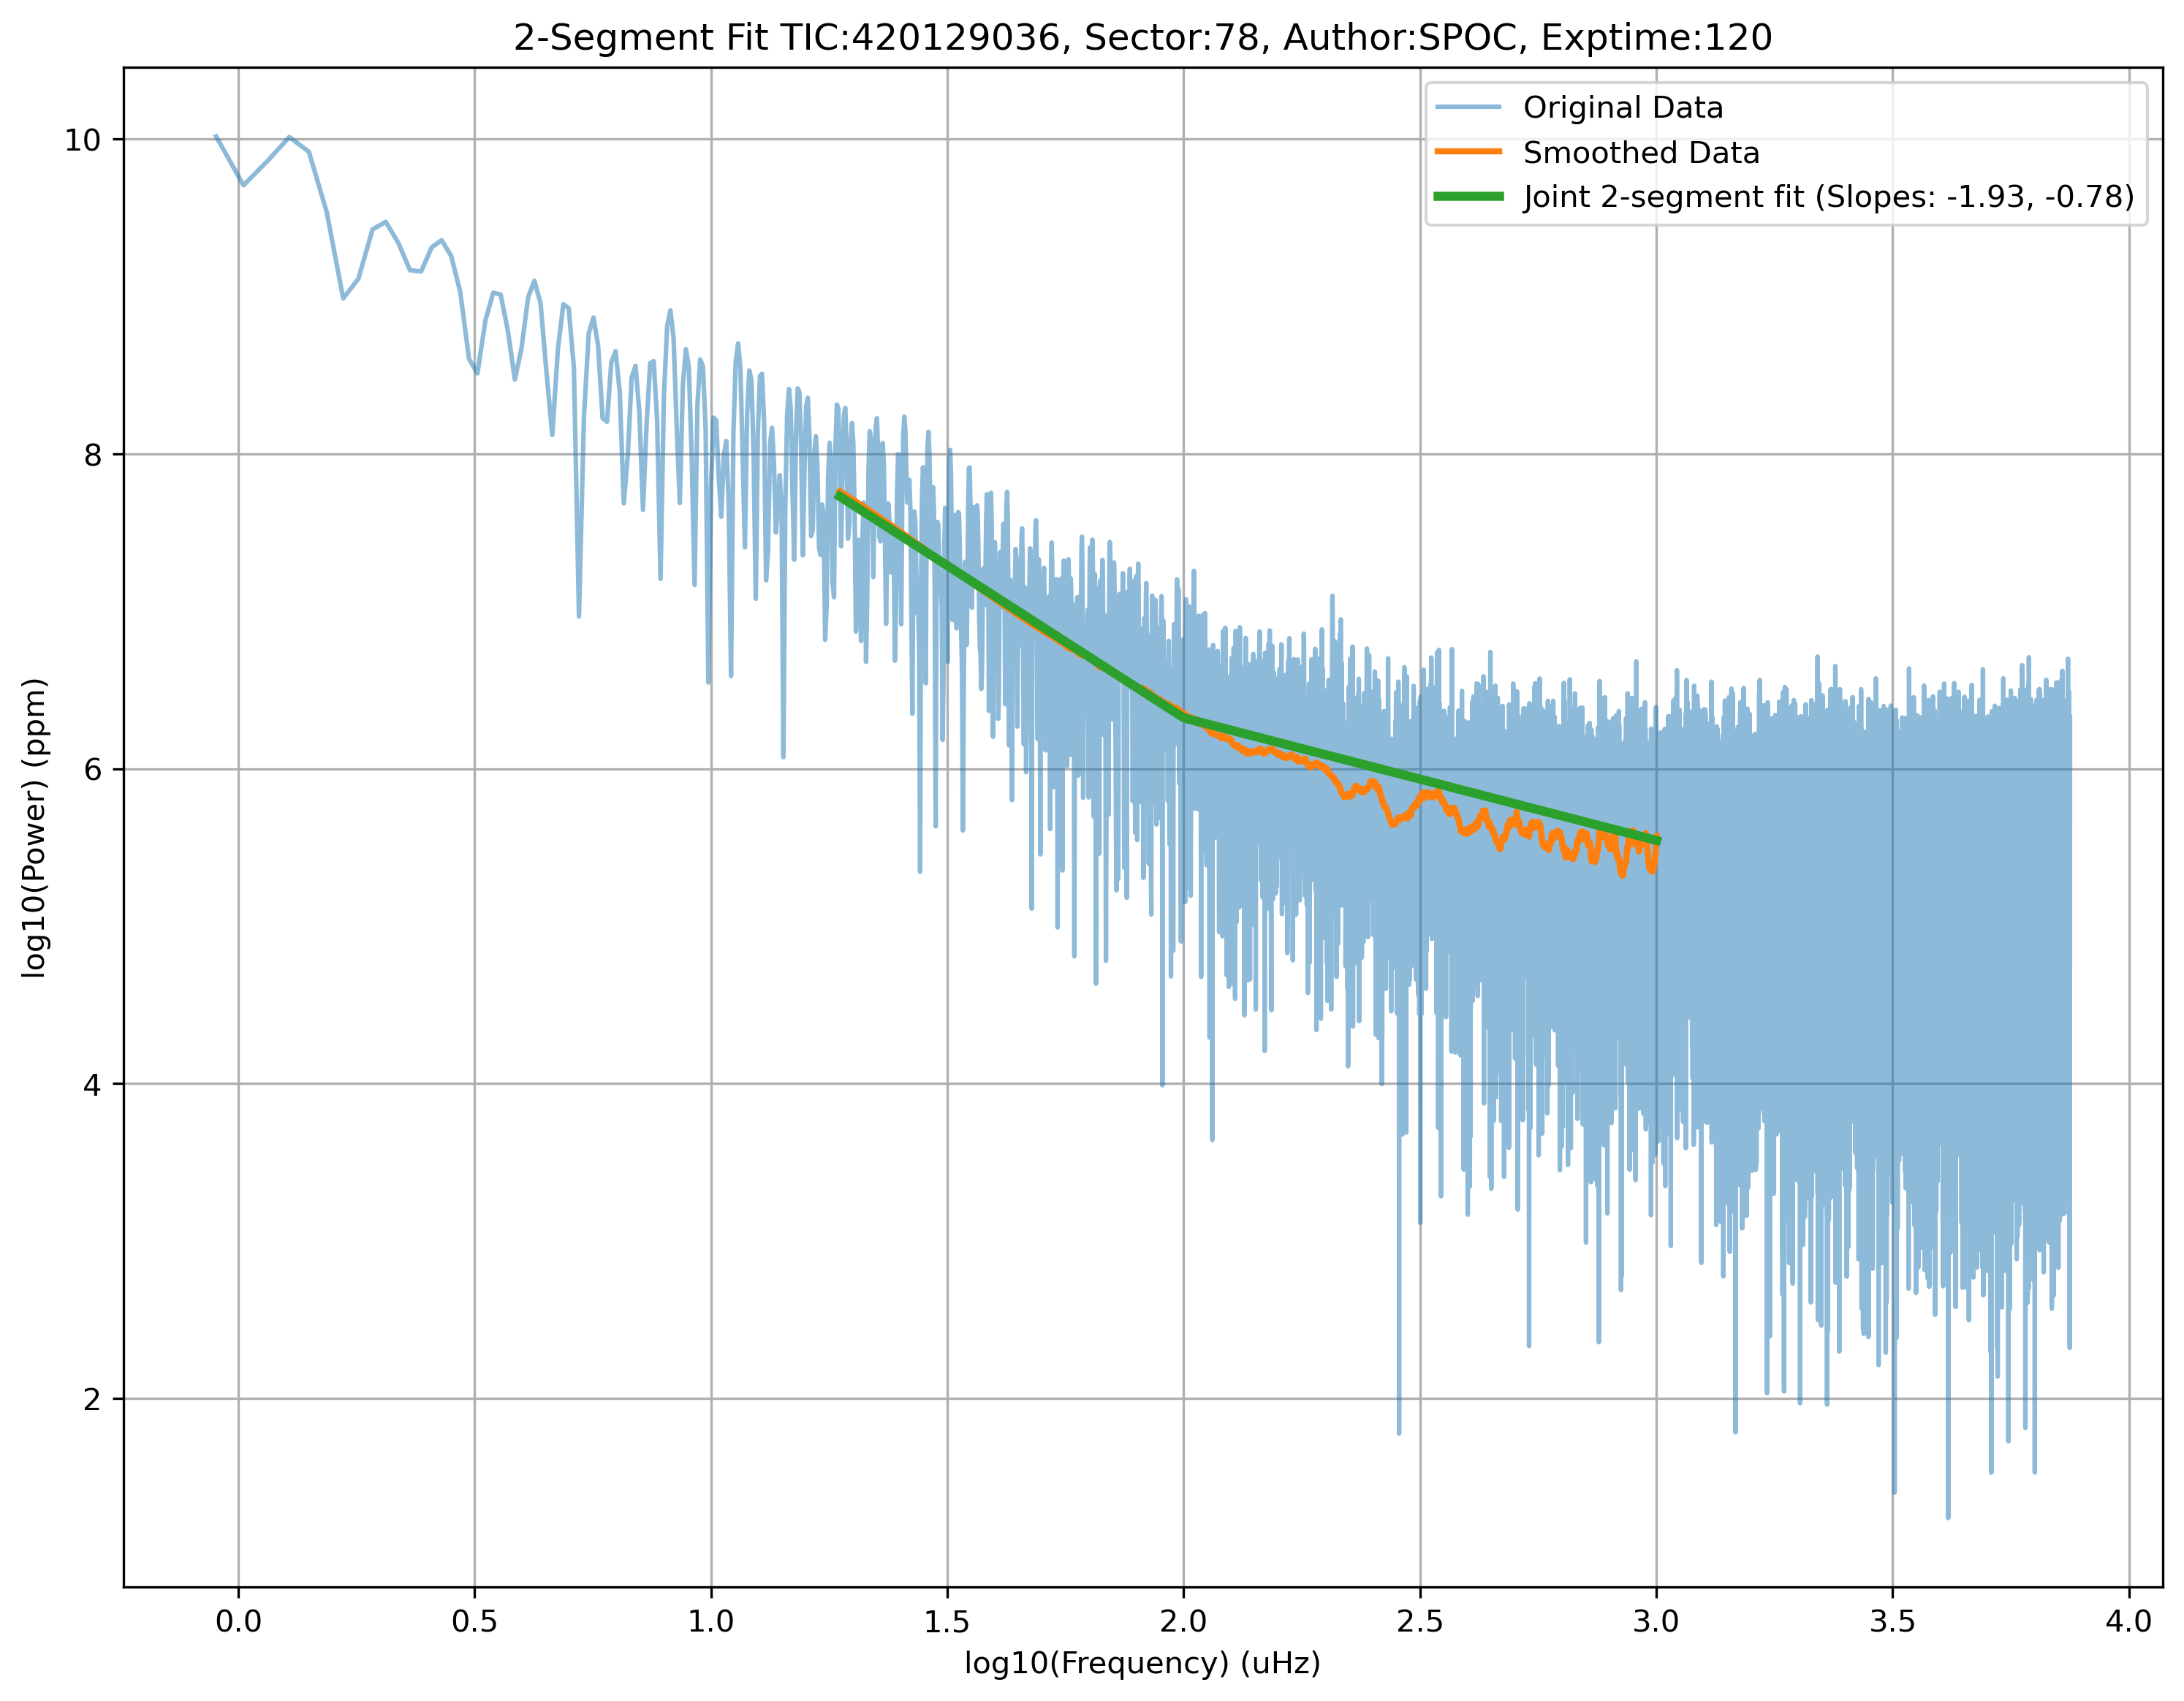 2-Segment Fit TIC:420129036, Sector:78, Author:SPOC, Exptime:120
Original Data
Smoothed Data
Joint 2-segment fit (Slopes: -1.93, -0.78)
log10(Power) (ppm)
10
8
6
4
2
0.0 0.5 1.0 1.5 2.0 2.5 3.0 3.5 4.0
log10(Frequency) (uHz)